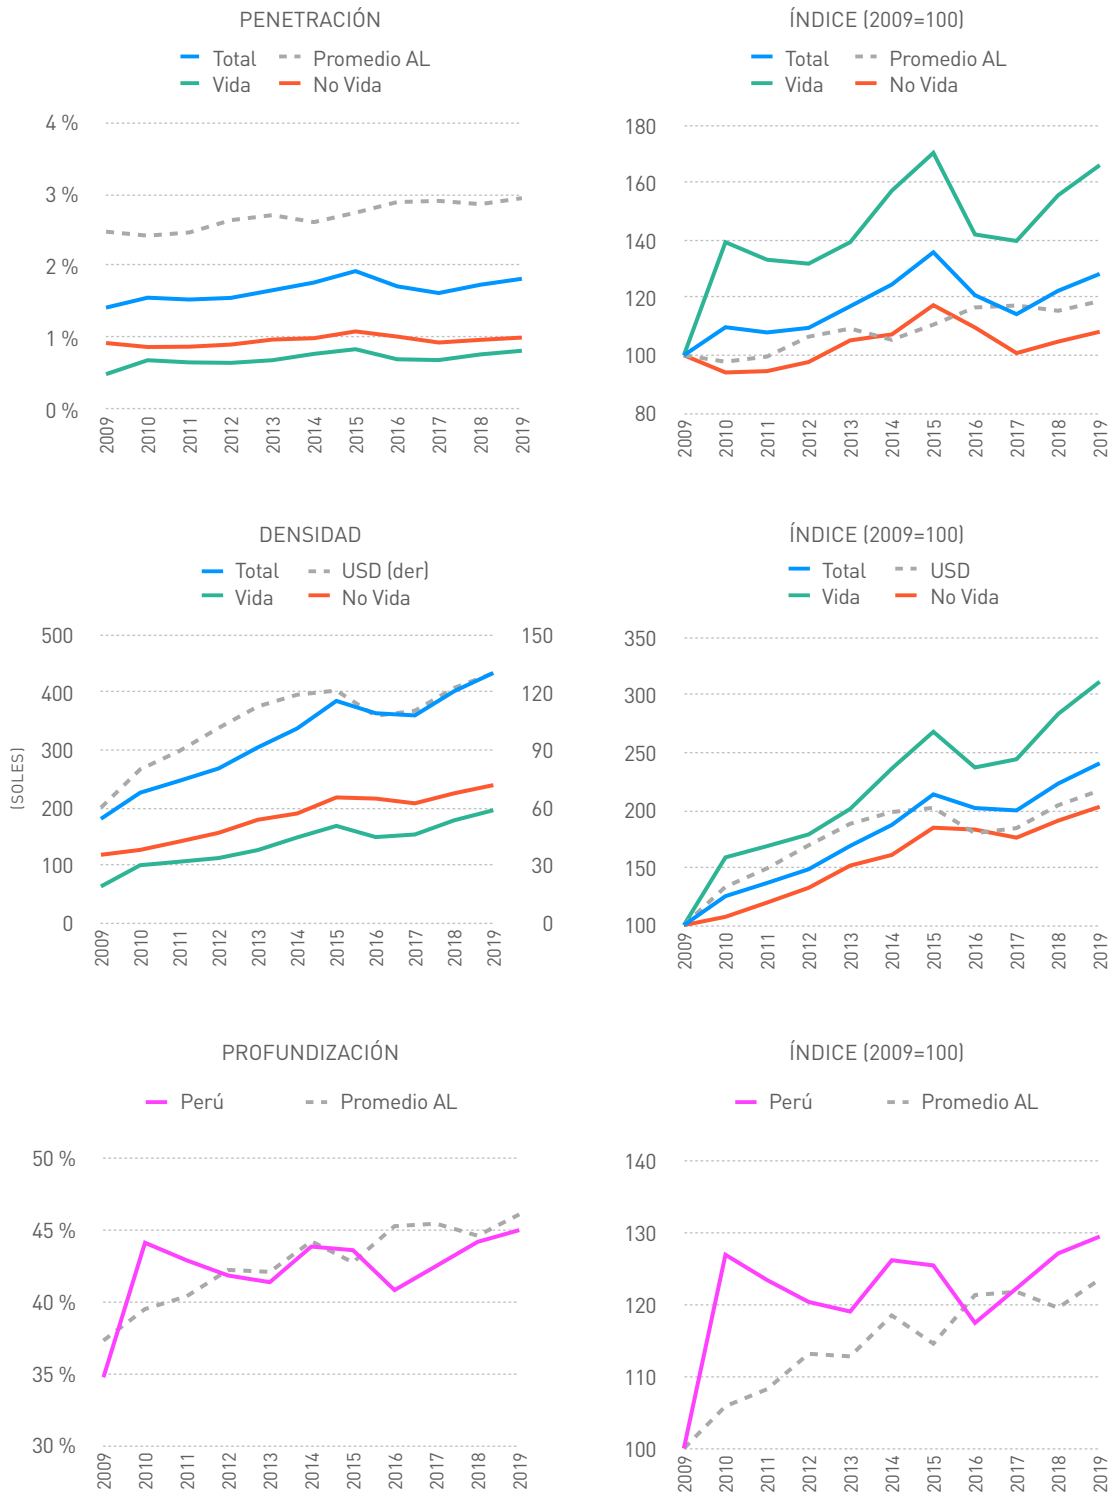 PENETRACIÓN
Total Promedio AL
Vida No Vida
4 %
3 %
2 %
1 %
0 %
2009 2010 2011 2012 2013 2014 2015 2016 2017 2018 2019
ÍNDICE (2009=100)
Total Promedio AL
Vida No Vida
180
160
140
120
100
80
2009 2010 2011 2012 2013 2014 2015 2016 2017 2018 2019
DENSIDAD
Total USD (der)
Vida No Vida
(SOLES)
500 150
400 120
300 90
200 60
100 30
0 0
2009 2010 2011 2012 2013 2014 2015 2016 2017 2018 2019
ÍNDICE (2009=100)
Total USD
Vida No Vida
350
300
250
200
150
100
2009 2010 2011 2012 2013 2014 2015 2016 2017 2018 2019
PROFUNDIZACIÓN
Perú Promedio AL
50 %
45 %
40 %
35 %
30 %
2009 2010 2011 2012 2013 2014 2015 2016 2017 2018 2019
ÍNDICE (2009=100)
Perú Promedio AL
140
130
120
110
100
2009 2010 2011 2012 2013 2014 2015 2016 2017 2018 2019